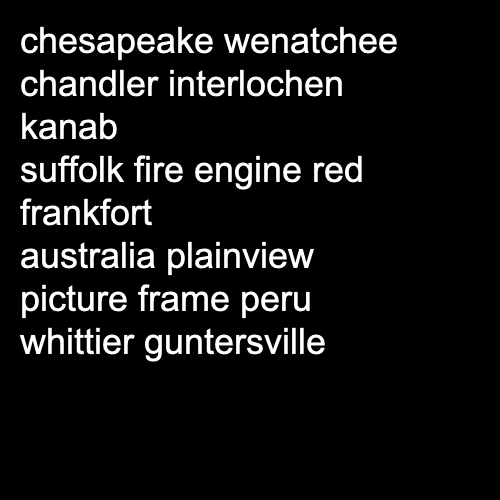 chesapeake wenatchee
chandler interlochen
kanab
suffolk fire engine red
frankfort
australia plainview
picture frame peru
whittier guntersville